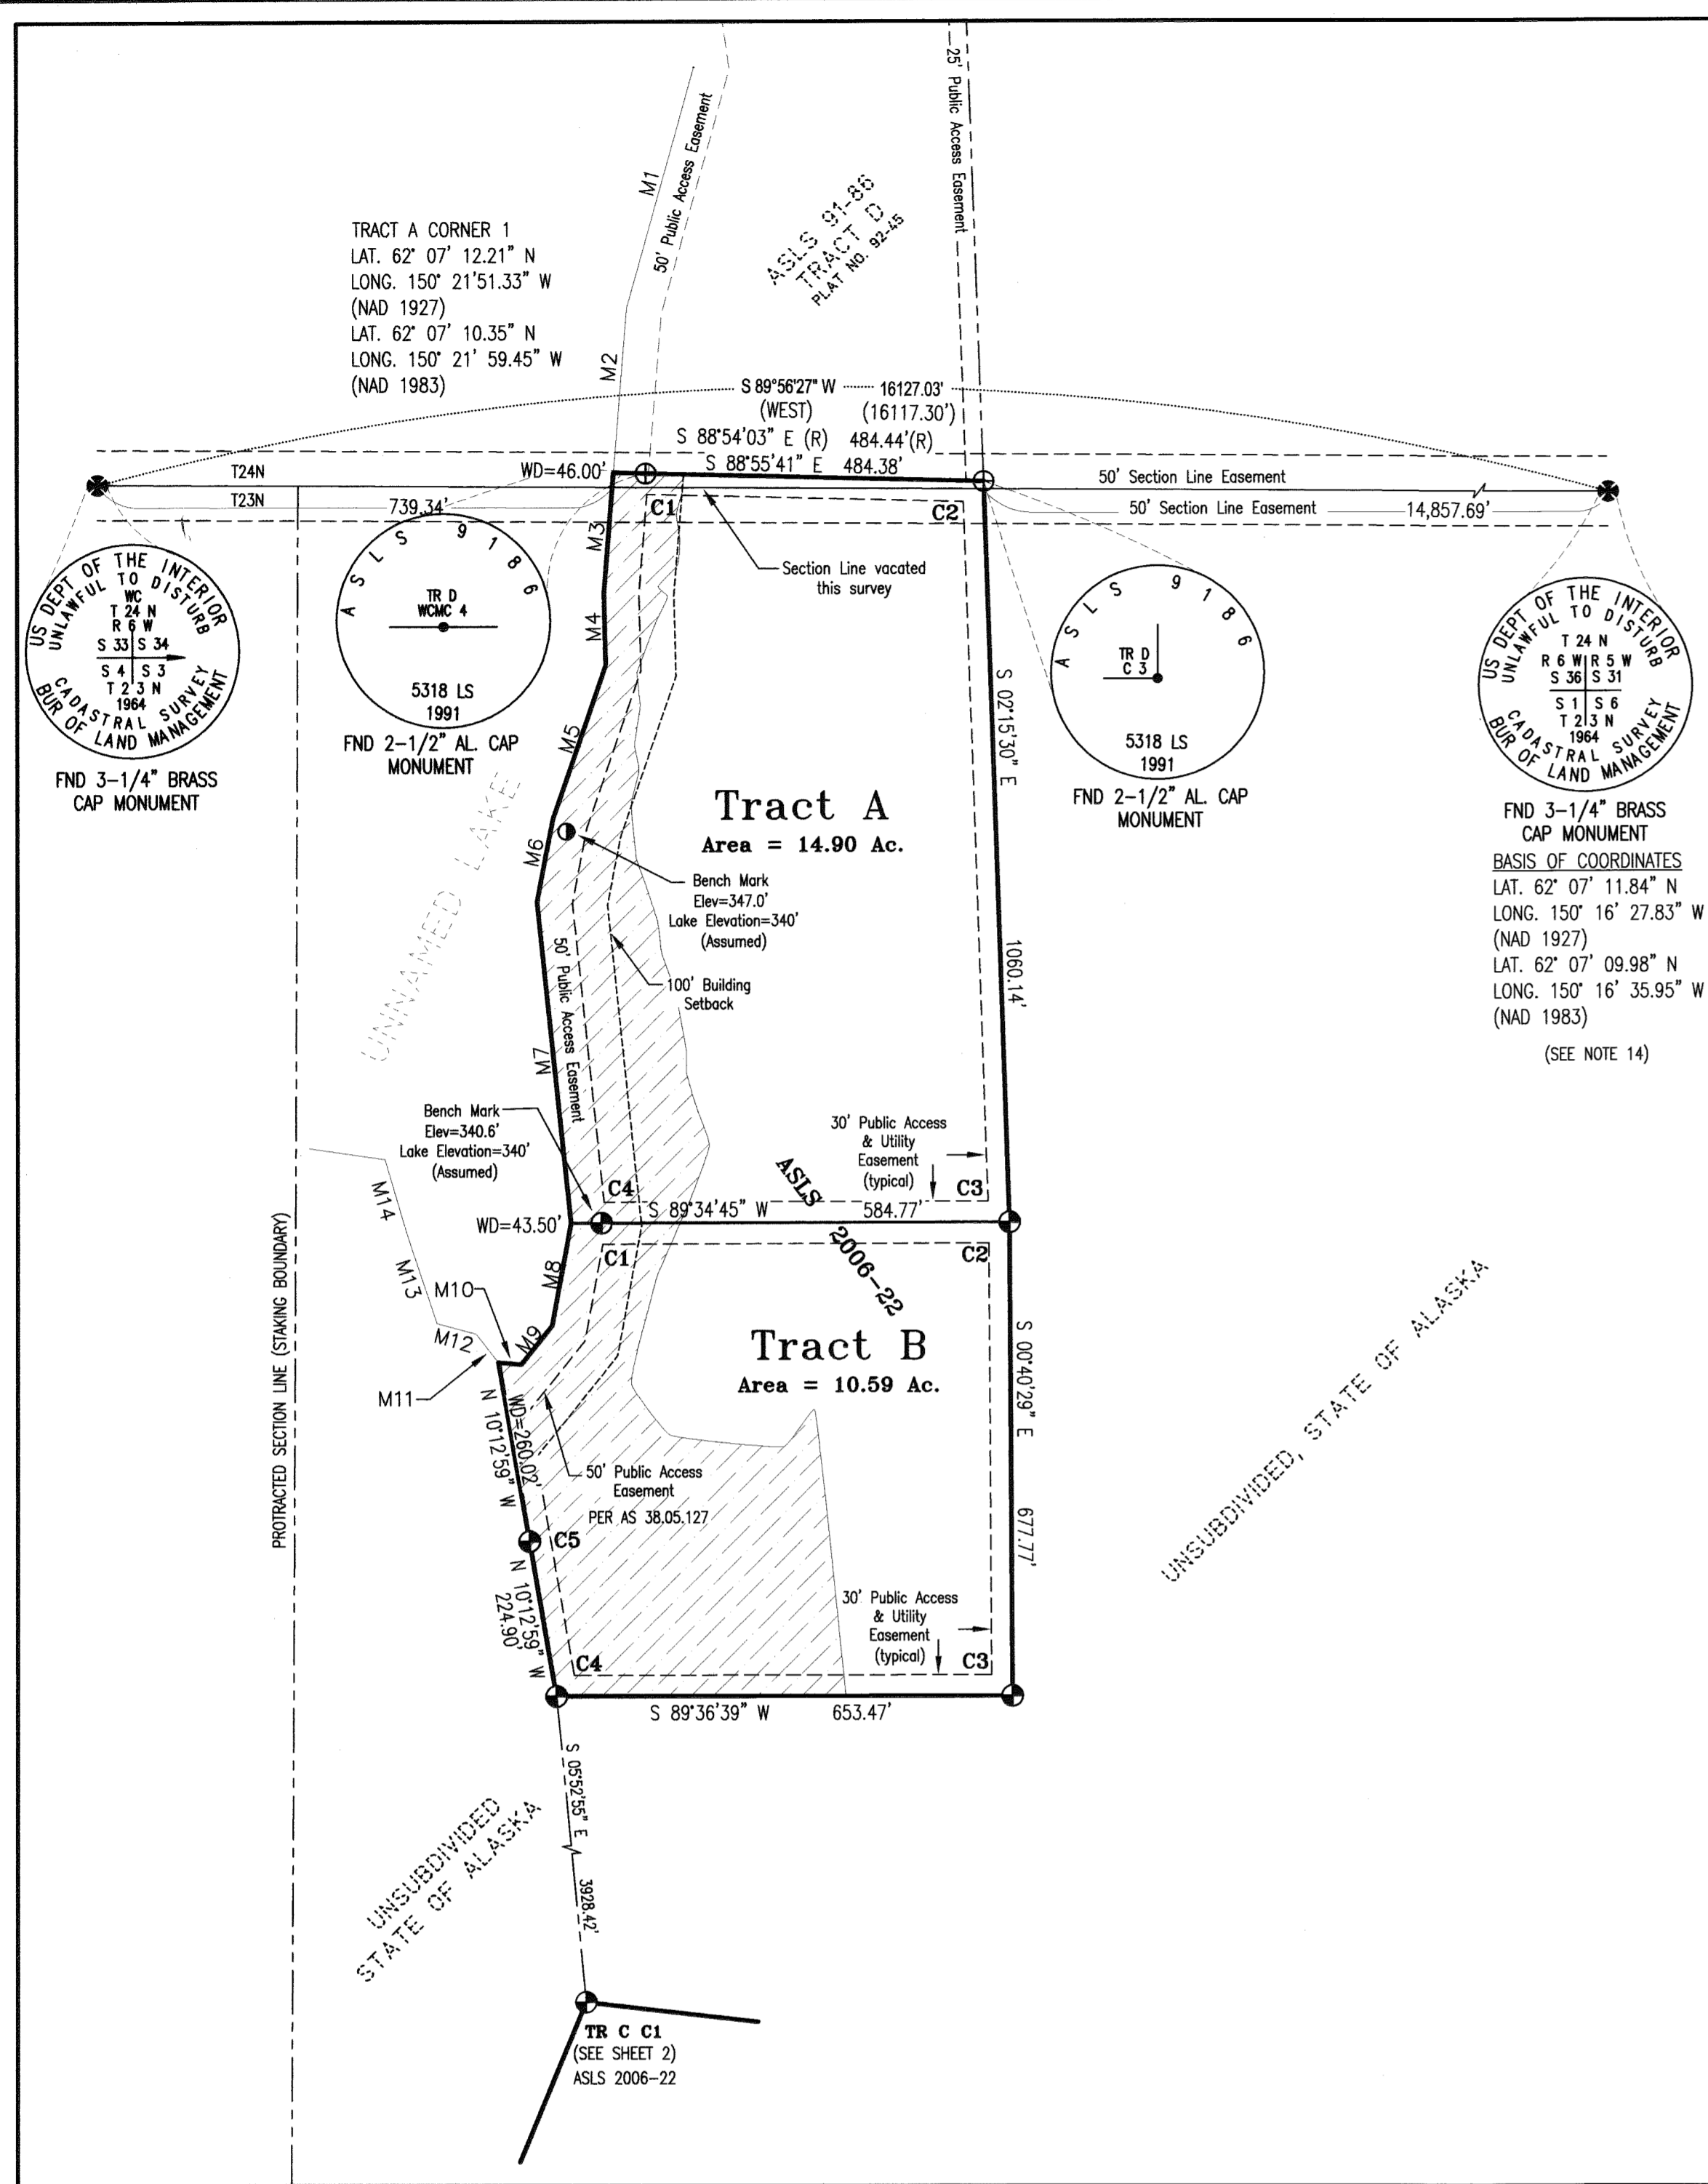 M1
50' Public Access Easement
25' Public Access Easement
ASLS 91-86
TRACT D
PLAT NO. 92-45
TRACT A CORNER 1
LAT. 62° 07' 12.21" N
LONG. 150° 21'51.33" W
(NAD 1927)
LAT. 62° 07' 10.35" N
LONG. 150° 21' 59.45" W
(NAD 1983)
M2
S 89°56'27" W 16127.03'
(WEST) (16117.30')
S 88°54'03" E (R) 484.44'(R)
S 88°55'41" E 484.38'
T24N
WD=46.00'
50' Section Line Easement
T23N
739.34'
50' Section Line Easement
14,857.69'
C1
C2
M3
Section Line vacated
this survey
US DEPT OF THE INTERIOR
UNLAWFUL TO DISTURB
WC
T 24 N
R 6 W
S 33 S 34
S 4 S 3
T 23 N
1964
CADASTRAL SURVEY
BUR OF LAND MANAGEMENT
FND 3-1/4" BRASS
CAP MONUMENT
ASLS 9186
TR D
WCMC 4
5318 LS
1991
FND 2-1/2" AL. CAP
MONUMENT
M4
M5
S 02°15'30" E
1060.14'
ASLS 9186
TR D
C 3
5318 LS
1991
FND 2-1/2" AL. CAP
MONUMENT
US DEPT OF THE INTERIOR
UNLAWFUL TO DISTURB
T 24 N
R 6 W R 5 W
S 36 S 31
S 1 S 6
T 23 N
1964
CADASTRAL SURVEY
BUR OF LAND MANAGEMENT
FND 3-1/4" BRASS
CAP MONUMENT
BASIS OF COORDINATES
LAT. 62° 07' 11.84" N
LONG. 150° 16' 27.83" W
(NAD 1927)
LAT. 62° 07' 09.98" N
LONG. 150° 16' 35.95" W
(NAD 1983)
(SEE NOTE 14)
Tract A
Area = 14.90 Ac.
UNNAMED LAKE
M6
Bench Mark
Elev=347.0'
Lake Elevation=340'
(Assumed)
50' Public Access Easement
100' Building
Setback
M7
Bench Mark
Elev=340.6'
Lake Elevation=340'
(Assumed)
30' Public Access
& Utility
Easement
(typical)
C4
C3
S 89°34'45" W 584.77'
WD=43.50'
ASLS
2006-22
C1
C2
M14
M13
M8
M10
M9
M12
M11
PROTRACTED SECTION LINE (STAKING BOUNDARY)
Tract B
Area = 10.59 Ac.
S 00°40'29" E
677.77'
UNSUBDIVIDED, STATE OF ALASKA
WD=260.02'
N 10°12'59" W
50' Public Access
Easement
PER AS 38.05.127
C5
N 10°12'59" W
224.90'
30' Public Access
& Utility
Easement
(typical)
C4
C3
S 89°36'39" W 653.47'
S 05°52'55" E
3928.42'
UNSUBDIVIDED
STATE OF ALASKA
TR C C1
(SEE SHEET 2)
ASLS 2006-22